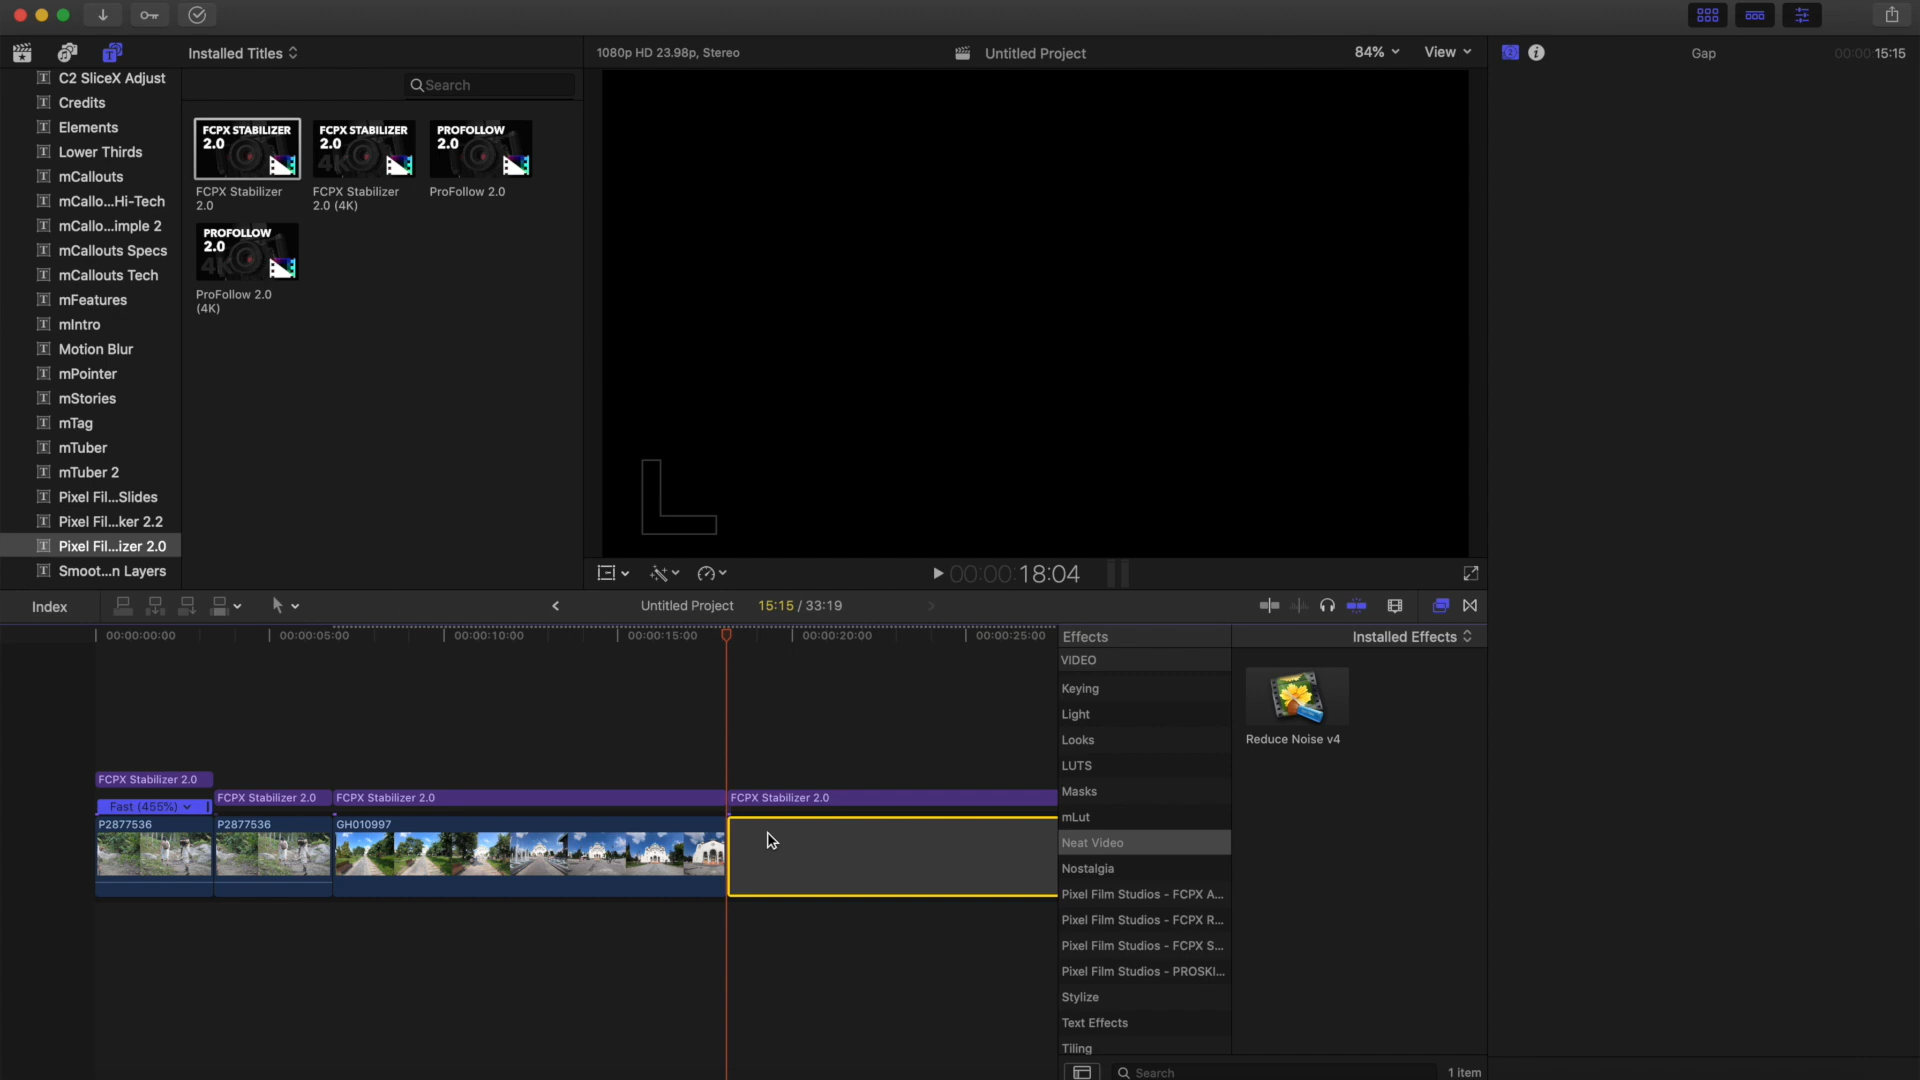 Installed Titles
1080p HD 23.98p, Stereo
Untitled Project
84%
View
Gap
00:00:15:15
C2 SliceX Adjust
Credits
Elements
Lower Thirds
mCallouts
mCallo...Hi-Tech
mCallo...imple 2
mCallouts Specs
mCallouts Tech
mFeatures
mIntro
Motion Blur
mPointer
mStories
mTag
mTuber
mTuber 2
Pixel Fil...Slides
Pixel Fil...ker 2.2
Pixel Fil...izer 2.0
Smoot...n Layers
Search
FCPX STABILIZER
2.0
FCPX Stabilizer
2.0
FCPX STABILIZER
2.0
4K
FCPX Stabilizer
2.0 (4K)
PROFOLLOW
2.0
ProFollow 2.0
PROFOLLOW
2.0
4K
ProFollow 2.0
(4K)
00:00:18:04
Index
Untitled Project
15:15 / 33:19
00:00:00:00
00:00:05:00
00:00:10:00
00:00:15:00
00:00:20:00
00:00:25:00
FCPX Stabilizer 2.0
Fast (455%)
P2877536
FCPX Stabilizer 2.0
P2877536
FCPX Stabilizer 2.0
GH010997
FCPX Stabilizer 2.0
Effects
Installed Effects
VIDEO
Keying
Light
Looks
LUTS
Masks
mLut
Neat Video
Nostalgia
Pixel Film Studios - FCPX A...
Pixel Film Studios - FCPX R...
Pixel Film Studios - FCPX S...
Pixel Film Studios - PROSKI...
Stylize
Text Effects
Tiling
Reduce Noise v4
Search
1 item